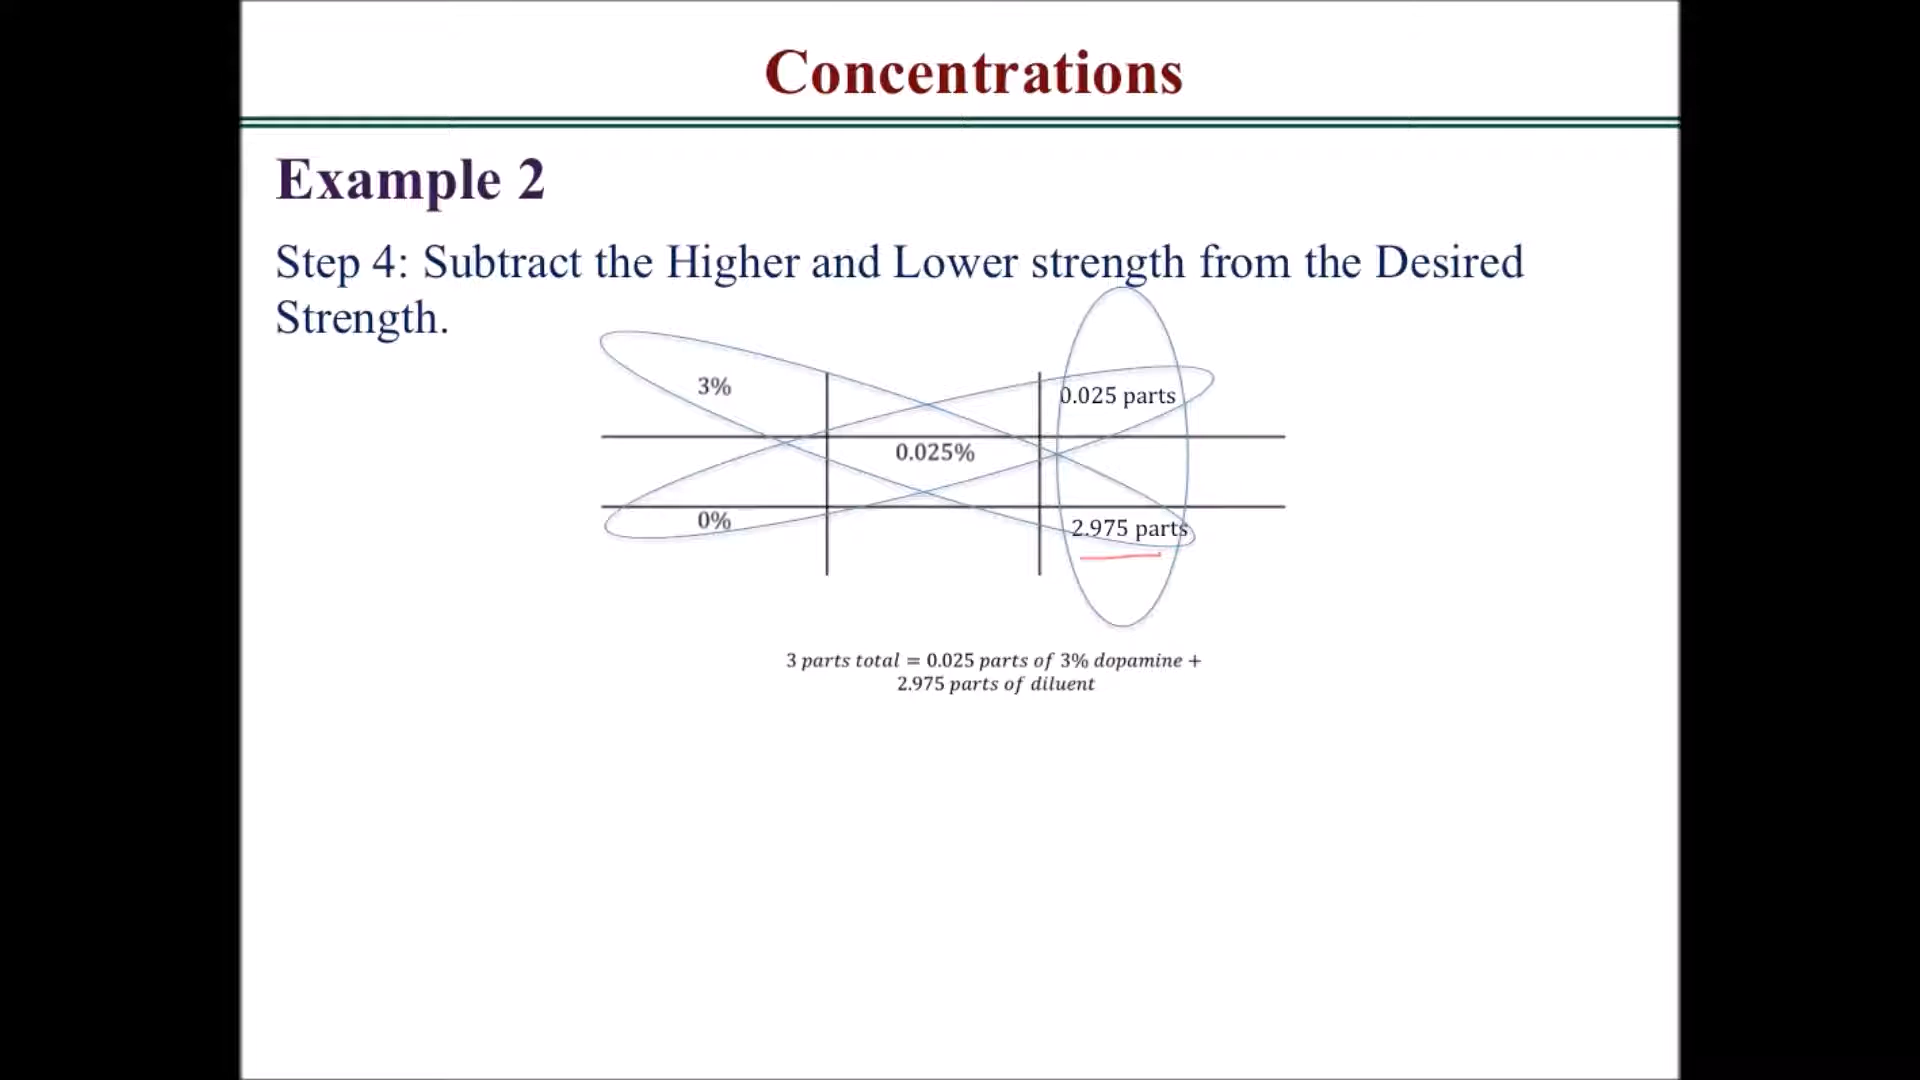 Concentrations
Example 2
Step 4: Subtract the Higher and Lower strength from the Desired
Strength.
3%
0.025 parts
0.025%
0%
2.975 parts
3 parts total = 0.025 parts of 3% dopamine +
2.975 parts of diluent